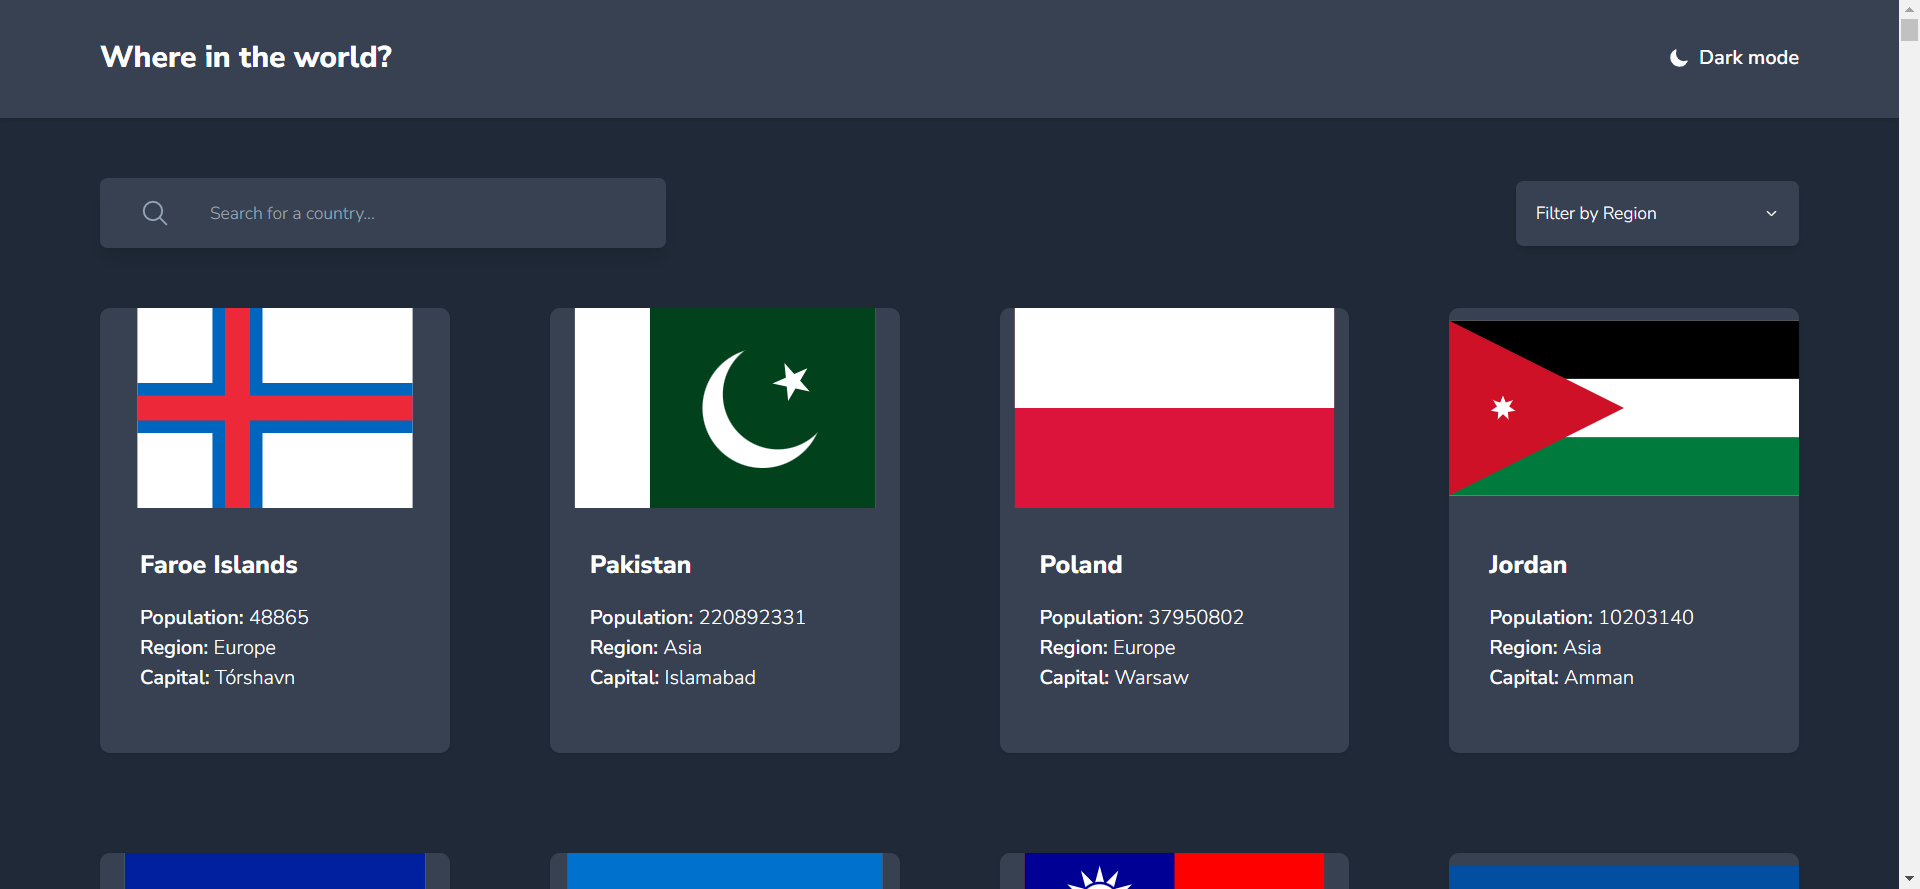 Where in the world?
Dark mode
Search for a country...
Filter by Region
Faroe Islands
Population: 48865
Region: Europe
Capital: Tórshavn
Pakistan
Population: 220892331
Region: Asia
Capital: Islamabad
Poland
Population: 37950802
Region: Europe
Capital: Warsaw
Jordan
Population: 10203140
Region: Asia
Capital: Amman